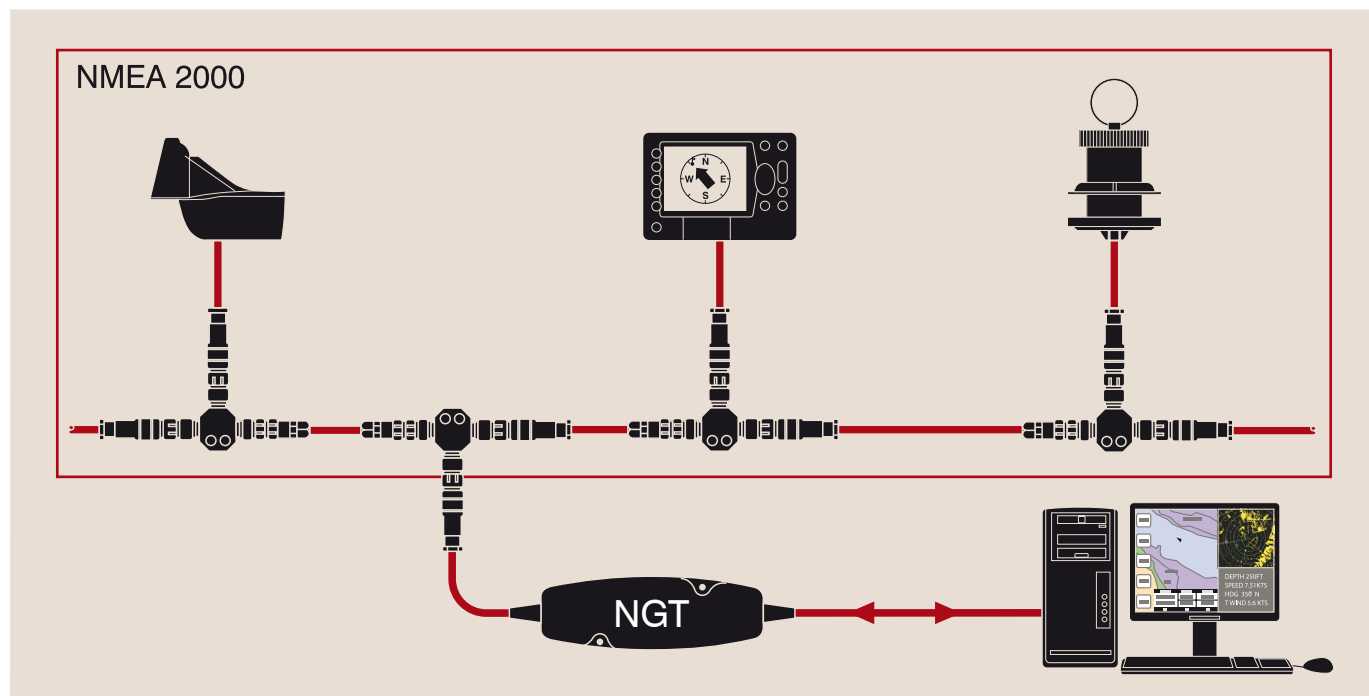 NMEA 2000
N
W E
S
NGT
DEPTH 250FT
SPEED 7.51KTS
HDG 350 N
T WIND 5.6 KTS